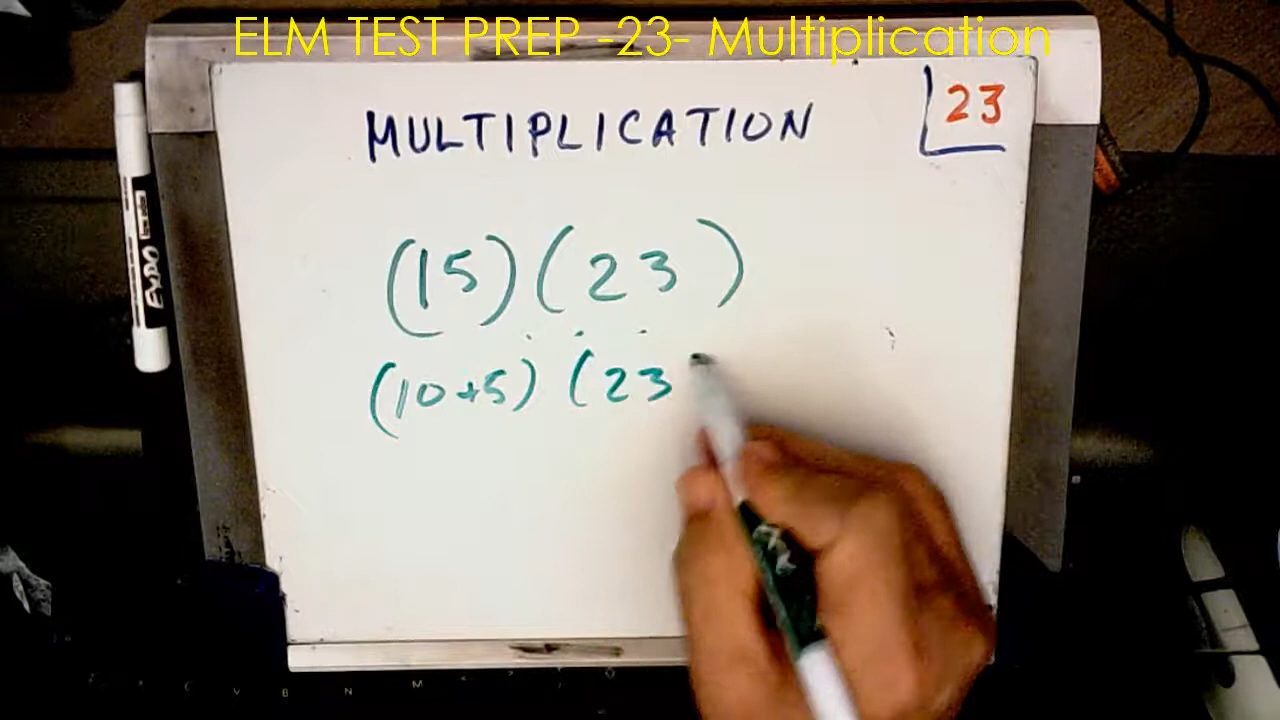 ELM TEST PREP -23- Multiplication
23
MULTIPLICATION
(15)(23)
(10+5) (23
EXPO
C V B N M